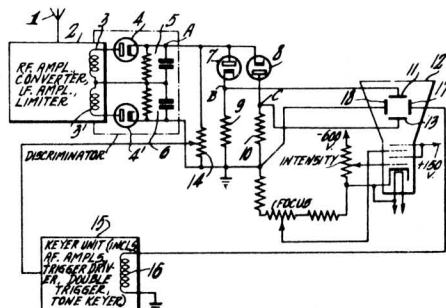 1
2
3
4
5
A
RF AMPL.,
CONVERTER,
I.F. AMPL.,
LIMITER
3'
4'
6
DISCRIMINATOR
7
8
B
C
9
10
11
12
17
18
13
-600
V.
INTENSITY
+150
V.
14
FOCUS
15
KEYER UNIT (INCL.
AF. AMPLS.
TRIGGER DRIV-
ER, DOUBLE
TRIGGER,
TONE KEYER)
16